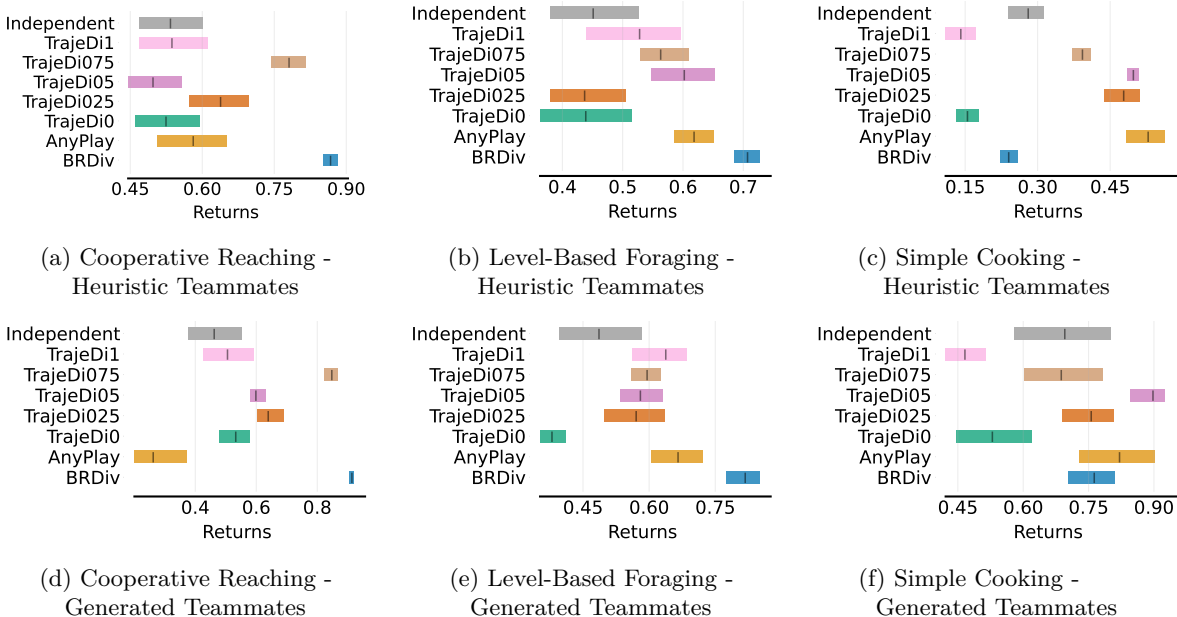 Independent
TrajeDi1
TrajeDi075
TrajeDi05
TrajeDi025
TrajeDi0
AnyPlay
BRDiv
0.45 0.60 0.75 0.90
Returns
(a) Cooperative Reaching -
Heuristic Teammates
Independent
TrajeDi1
TrajeDi075
TrajeDi05
TrajeDi025
TrajeDi0
AnyPlay
BRDiv
0.4 0.5 0.6 0.7
Returns
(b) Level-Based Foraging -
Heuristic Teammates
Independent
TrajeDi1
TrajeDi075
TrajeDi05
TrajeDi025
TrajeDi0
AnyPlay
BRDiv
0.15 0.30 0.45
Returns
(c) Simple Cooking -
Heuristic Teammates
Independent
TrajeDi1
TrajeDi075
TrajeDi05
TrajeDi025
TrajeDi0
AnyPlay
BRDiv
0.4 0.6 0.8
Returns
(d) Cooperative Reaching -
Generated Teammates
Independent
TrajeDi1
TrajeDi075
TrajeDi05
TrajeDi025
TrajeDi0
AnyPlay
BRDiv
0.45 0.75
Returns
(e) Level-Based Foraging -
Generated Teammates
Independent
TrajeDi1
TrajeDi075
TrajeDi05
TrajeDi025
TrajeDi0
AnyPlay
BRDiv
0.45 0.60 0.75 0.90
Returns
(f) Simple Cooking -
Generated Teammates